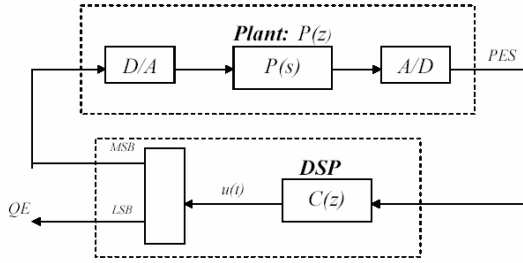 Plant: P(z)
D/A
P(s)
A/D
PES
MSB
DSP
QE
LSB
u(t)
C(z)